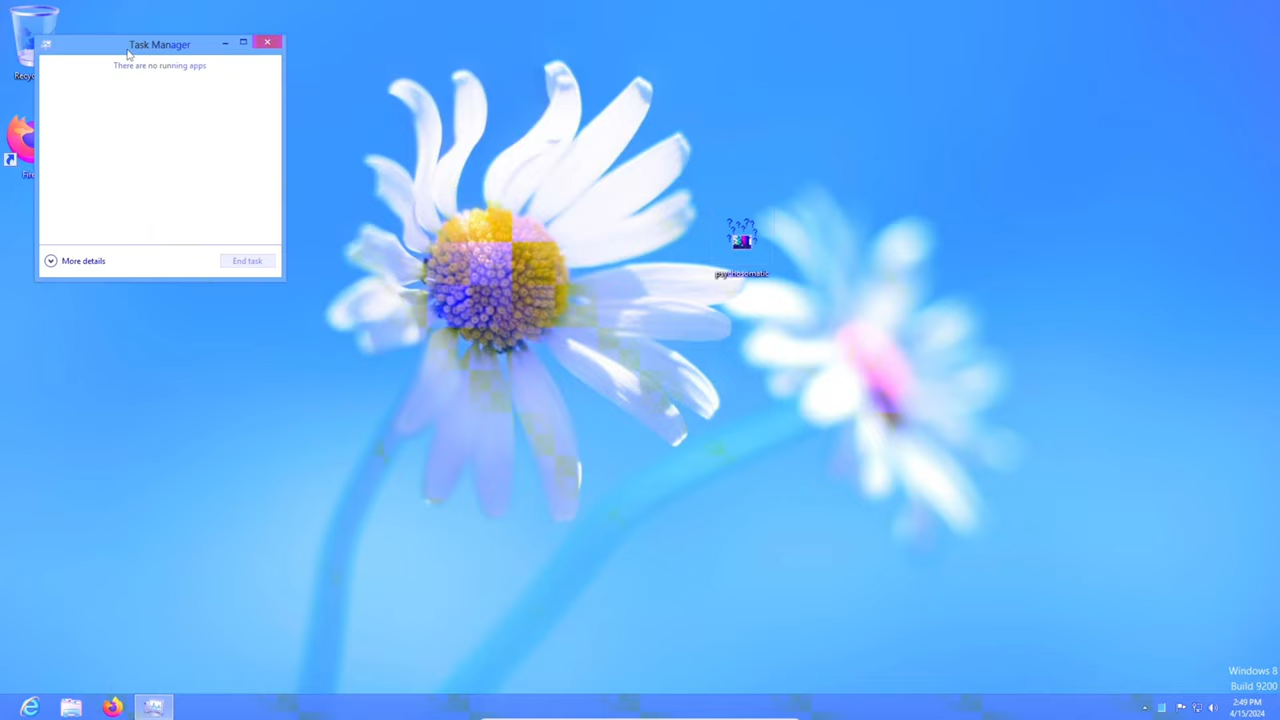 Task Manager
There are no running apps
More details
End task
psychosomatic
Windows 8
Build 9200
2:49 PM
4/15/2024